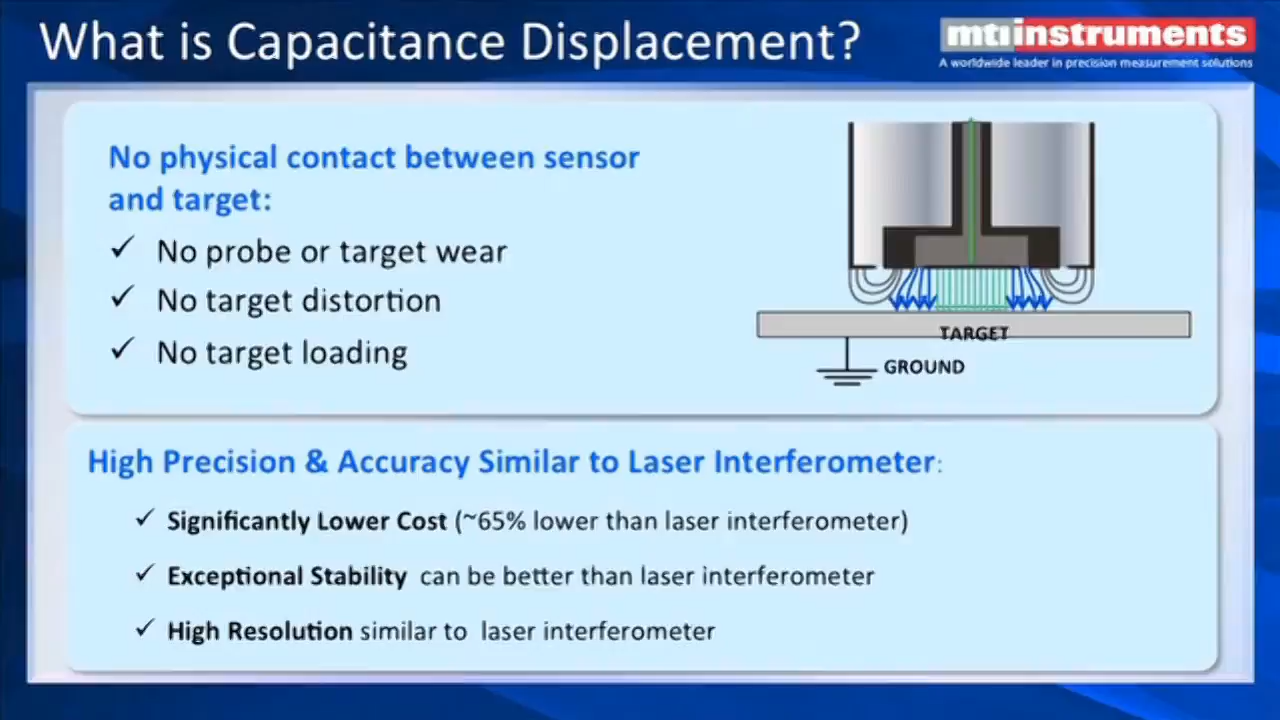 What is Capacitance Displacement?
mtiinstruments
A worldwide leader in precision measurement solutions
No physical contact between sensor
and target:
✓ No probe or target wear
✓ No target distortion
✓ No target loading
TARGET
GROUND
High Precision & Accuracy Similar to Laser Interferometer:
✓ Significantly Lower Cost (~65% lower than laser interferometer)
✓ Exceptional Stability can be better than laser interferometer
✓ High Resolution similar to laser interferometer